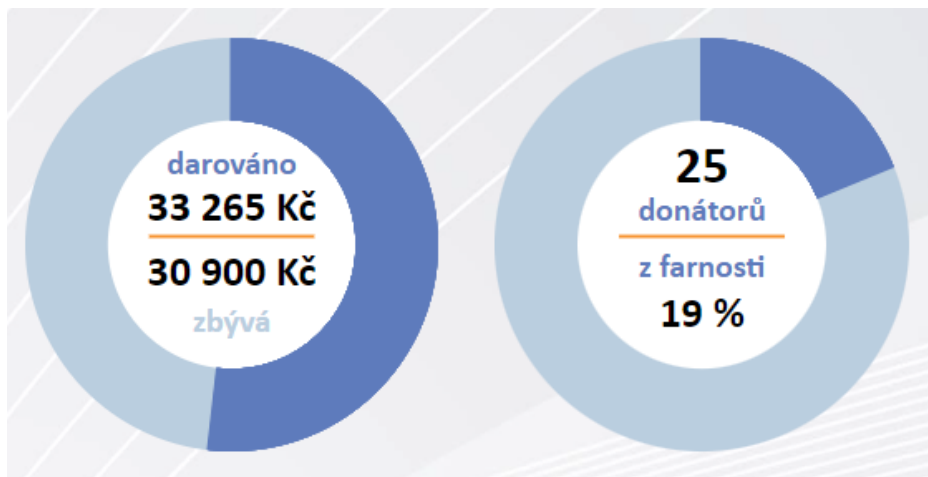 darováno
33 265 Kč
30 900 Kč
zbývá
25
donátorů
z farnosti
19 %